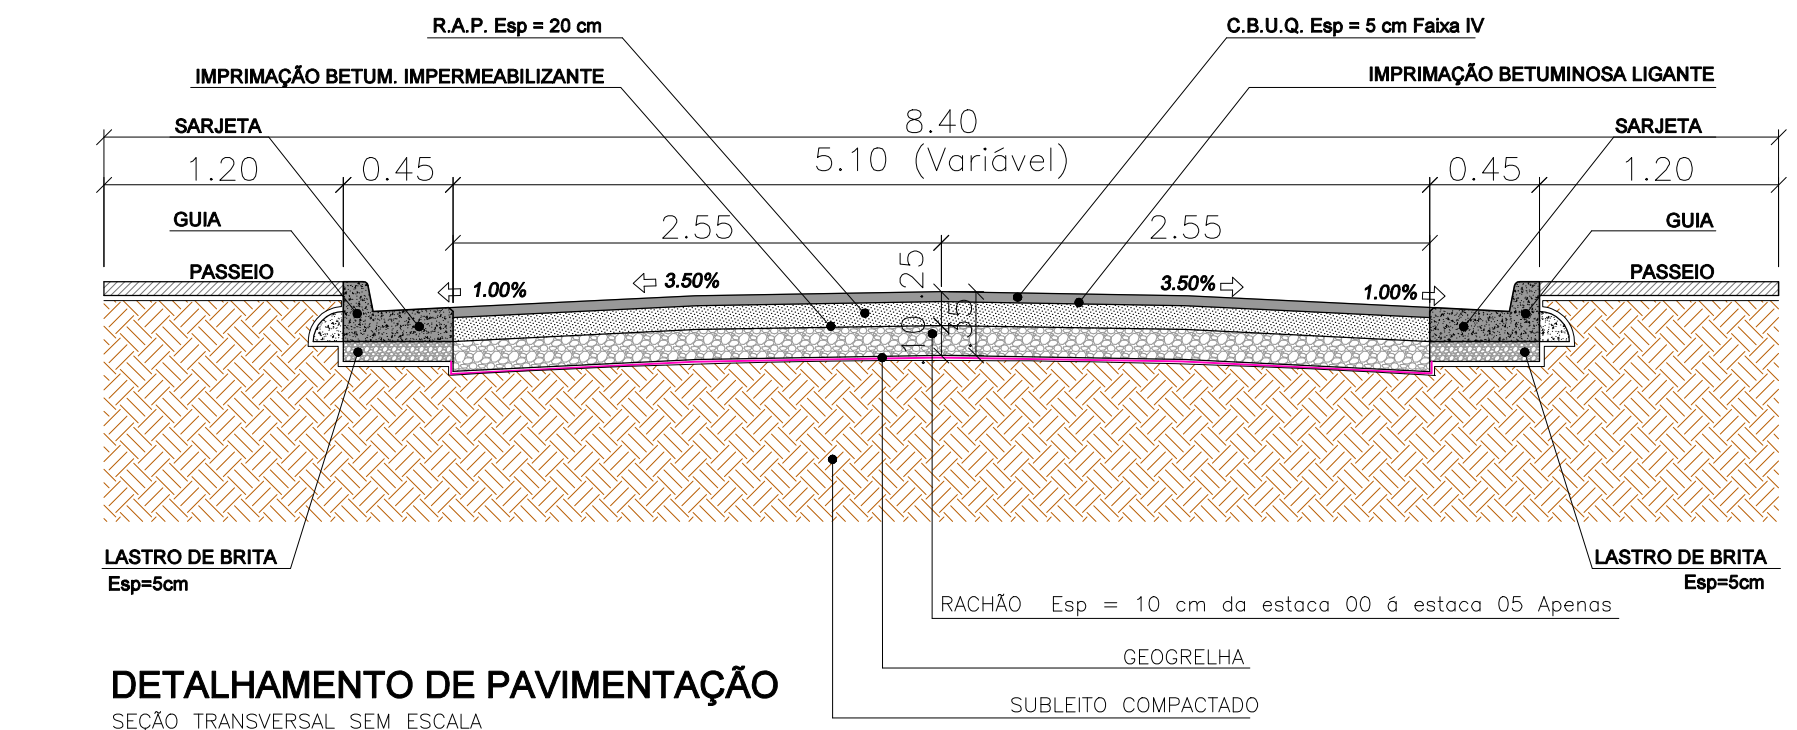 R.A.P. Esp = 20 cm
C.B.U.Q. Esp = 5 cm Faixa IV
IMPRIMAÇÃO BETUM. IMPERMEABILIZANTE
IMPRIMAÇÃO BETUMINOSA LIGANTE
8.40
SARJETA
SARJETA
5.10 (Variável)
1.20
0.45
0.45
1.20
GUIA
GUIA
2.55
2.55
PASSEIO
PASSEIO
1.00%
3.50%
3.50%
1.00%
.25
.10
.35
LASTRO DE BRITA
Esp=5cm
LASTRO DE BRITA
Esp=5cm
RACHÃO Esp = 10 cm da estaca 00 á estaca 05 Apenas
GEOGRELHA
SUBLEITO COMPACTADO
DETALHAMENTO DE PAVIMENTAÇÃO
SEÇÃO TRANSVERSAL SEM ESCALA